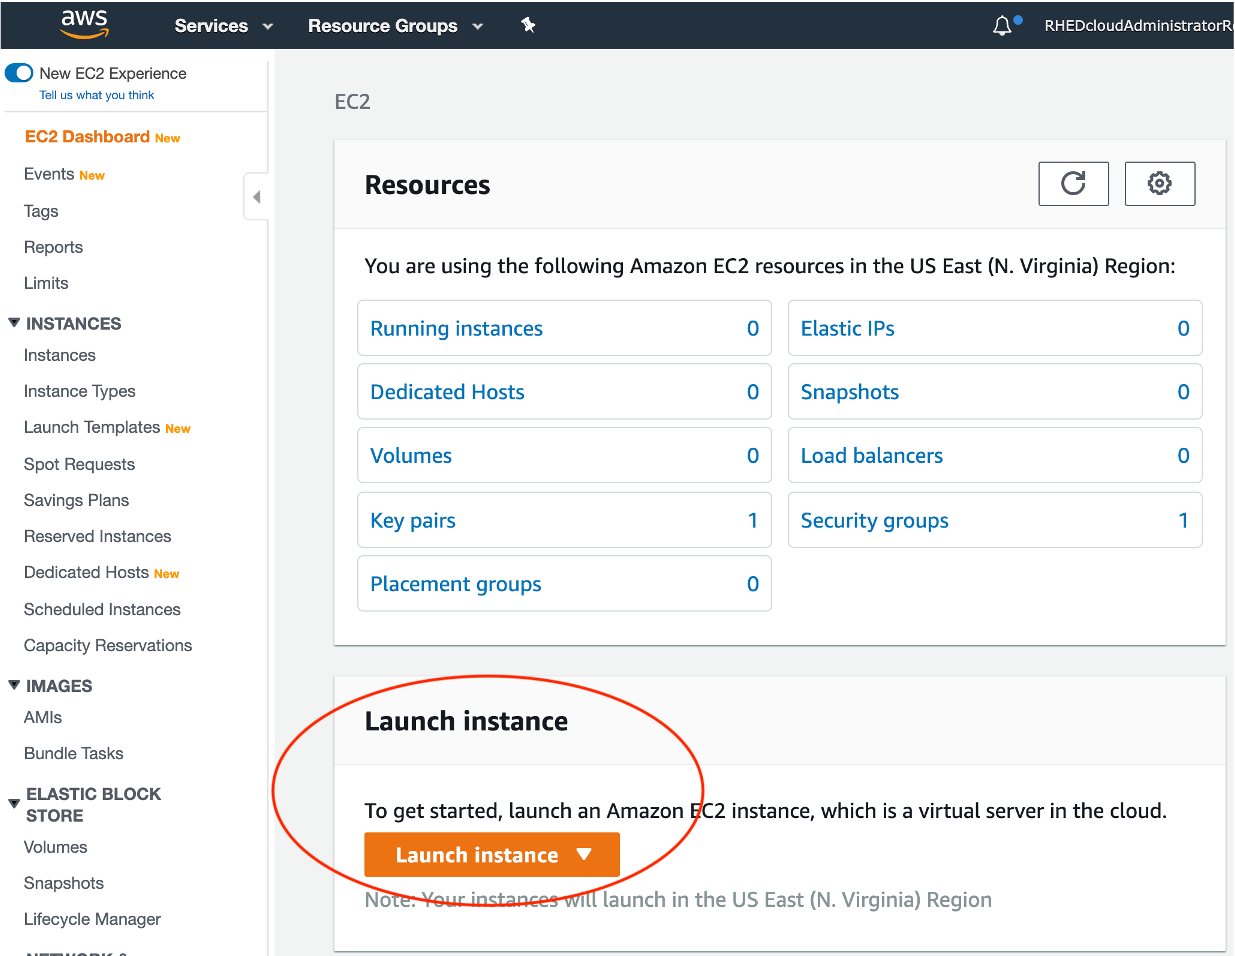 aws Services Resource Groups RHEDcloudAdministratorR
New EC2 Experience
Tell us what you think
EC2 Dashboard New
Events New
Tags
Reports
Limits
INSTANCES
Instances
Instance Types
Launch Templates New
Spot Requests
Savings Plans
Reserved Instances
Dedicated Hosts New
Scheduled Instances
Capacity Reservations
IMAGES
AMIs
Bundle Tasks
ELASTIC BLOCK
STORE
Volumes
Snapshots
Lifecycle Manager
NETWORK &
EC2
Resources
You are using the following Amazon EC2 resources in the US East (N. Virginia) Region:
Running instances 0
Elastic IPs 0
Dedicated Hosts 0
Snapshots 0
Volumes 0
Load balancers 0
Key pairs 1
Security groups 1
Placement groups 0
Launch instance
To get started, launch an Amazon EC2 instance, which is a virtual server in the cloud.
Launch instance
Note: Your instances will launch in the US East (N. Virginia) Region